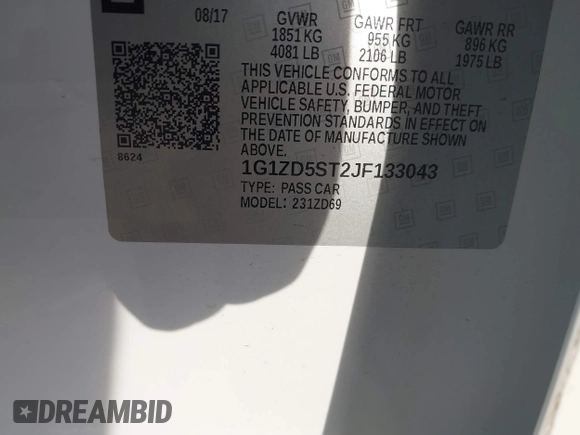 08/17
GVWR
1851 KG
4081 LB
GAWR FRT
955 KG
2106 LB
GAWR RR
896 KG
1975 LB
THIS VEHICLE CONFORMS TO ALL
APPLICABLE U.S. FEDERAL MOTOR
VEHICLE SAFETY, BUMPER, AND THEFT
PREVENTION STANDARDS IN EFFECT ON
THE DATE OF MANUFACTURE SHOWN
ABOVE.
8624
1G1ZD5ST2JF133043
TYPE: PASS CAR
MODEL: 231ZD69
DREAMBID